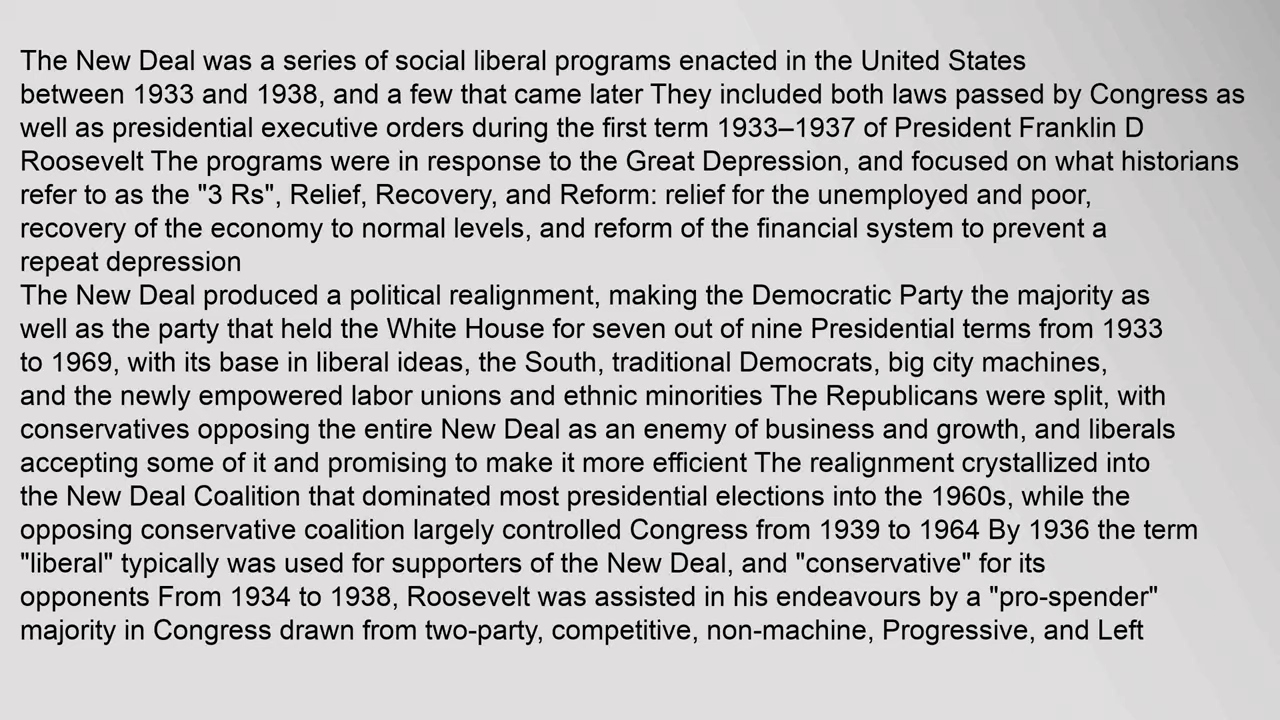 The New Deal was a series of social liberal programs enacted in the United States
between 1933 and 1938, and a few that came later They included both laws passed by Congress as
well as presidential executive orders during the first term 1933–1937 of President Franklin D
Roosevelt The programs were in response to the Great Depression, and focused on what historians
refer to as the "3 Rs", Relief, Recovery, and Reform: relief for the unemployed and poor,
recovery of the economy to normal levels, and reform of the financial system to prevent a
repeat depression
The New Deal produced a political realignment, making the Democratic Party the majority as
well as the party that held the White House for seven out of nine Presidential terms from 1933
to 1969, with its base in liberal ideas, the South, traditional Democrats, big city machines,
and the newly empowered labor unions and ethnic minorities The Republicans were split, with
conservatives opposing the entire New Deal as an enemy of business and growth, and liberals
accepting some of it and promising to make it more efficient The realignment crystallized into
the New Deal Coalition that dominated most presidential elections into the 1960s, while the
opposing conservative coalition largely controlled Congress from 1939 to 1964 By 1936 the term
"liberal" typically was used for supporters of the New Deal, and "conservative" for its
opponents From 1934 to 1938, Roosevelt was assisted in his endeavours by a "pro-spender"
majority in Congress drawn from two-party, competitive, non-machine, Progressive, and Left